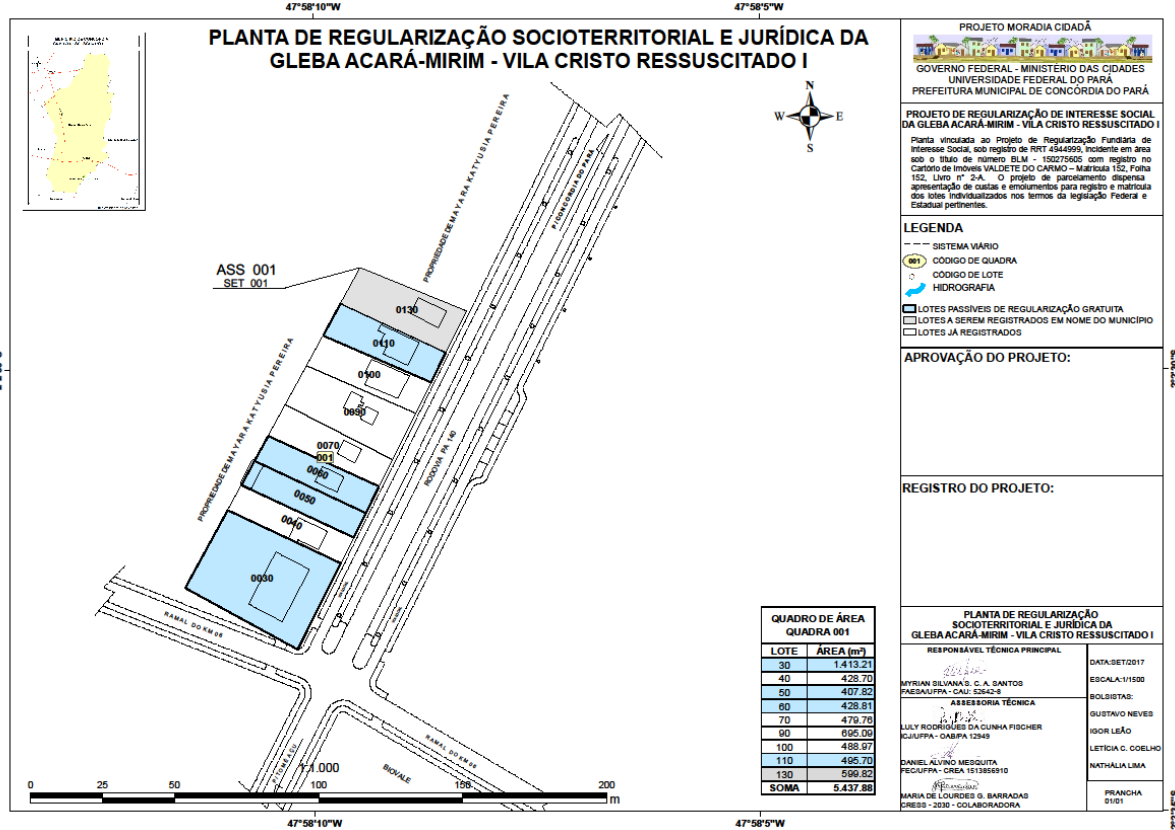 47°58'10"W
47°58'5"W
PLANTA DE REGULARIZAÇÃO SOCIOTERRITORIAL E JURÍDICA DA
GLEBA ACARÁ-MIRIM - VILA CRISTO RESSUSCITADO I
N
W
E
S
PROPRIEDADE DE MAYARA KATYUSIA PEREIRA
P/CONCORDIA DO PARÁ
ASS 001
SET 001
0130
0110
0100
0090
0070
001
0060
0050
0040
0030
PROPRIEDADE DE MAYARA KATYUSIA PEREIRA
RODOVIA PA 140
RAMAL DO KM 08
RAMAL DO KM 08
P/TOMEAÇU
BIOVALE
1:1.000
0
25
50
100
150
200
m
47°58'10"W
47°58'5"W
QUADRO DE ÁREA
QUADRA 001
LOTE ÁREA (m²)
30 1.413.21
40 428.70
50 407.82
60 428.81
70 479.76
90 695.09
100 488.97
110 495.70
130 599.82
SOMA 5.437.88
PROJETO MORADIA CIDADÃ
GOVERNO FEDERAL - MINISTÉRIO DAS CIDADES
UNIVERSIDADE FEDERAL DO PARÁ
PREFEITURA MUNICIPAL DE CONCÓRDIA DO PARÁ
PROJETO DE REGULARIZAÇÃO DE INTERESSE SOCIAL
DA GLEBA ACARÁ-MIRIM - VILA CRISTO RESSUSCITADO I
Planta vinculada ao Projeto de Regularização Fundiária de
Interesse Social, sob registro de RRT 4944999, incidente em área
sob o título de número BLM - 150275605 com registro no
Cartório de Imóveis VALDETE DO CARMO – Matrícula 152, Folha
152, Livro nº 2-A. O projeto de parcelamento dispensa
apresentação de custas e emolumentos para registro e matrícula
dos lotes individualizados nos termos da legislação Federal e
Estadual pertinentes.
LEGENDA
SISTEMA VIÁRIO
001 CÓDIGO DE QUADRA
CÓDIGO DE LOTE
HIDROGRAFIA
LOTES PASSÍVEIS DE REGULARIZAÇÃO GRATUITA
LOTES A SEREM REGISTRADOS EM NOME DO MUNICÍPIO
LOTES JÁ REGISTRADOS
APROVAÇÃO DO PROJETO:
REGISTRO DO PROJETO:
PLANTA DE REGULARIZAÇÃO
SOCIOTERRITORIAL E JURÍDICA DA
GLEBA ACARÁ-MIRIM - VILA CRISTO RESSUSCITADO I
RESPONSÁVEL TÉCNICA PRINCIPAL
MYRIAN SILVANA S. C. A. SANTOS
FAESA/UFPA - CAU: 52642-8
ASSESSORIA TÉCNICA
LULY RODRIGUES DA CUNHA FISCHER
ICJ/UFPA - OAB/PA 12949
DANIEL ALVINO MESQUITA
FEC/UFPA - CREA 1513856910
MARIA DE LOURDES G. BARRADAS
CRESS - 2030 - COLABORADORA
DATA:SET/2017
ESCALA:1/1500
BOLSISTAS:
GUSTAVO NEVES
IGOR LEÃO
LETÍCIA C. COELHO
NATHÁLIA LIMA
PRANCHA
01/01